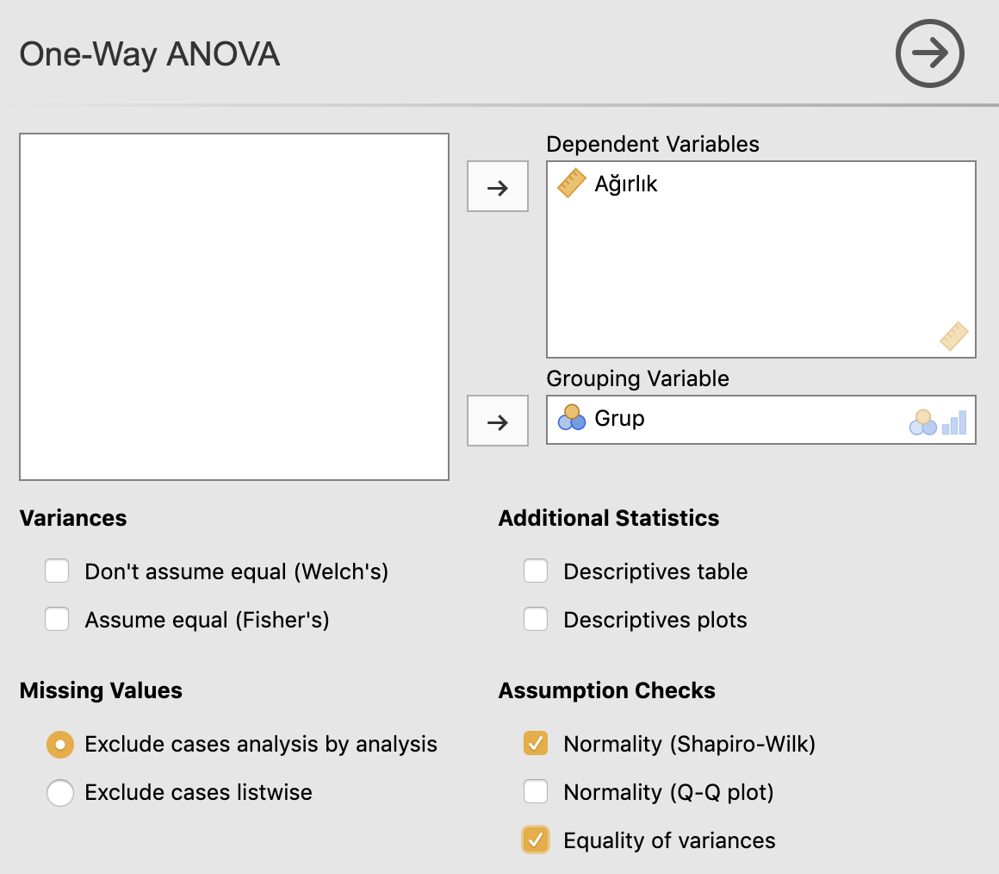 One-Way ANOVA
Dependent Variables
Ağırlık
Grouping Variable
Grup
Variances
Don't assume equal (Welch's)
Assume equal (Fisher's)
Additional Statistics
Descriptives table
Descriptives plots
Missing Values
Exclude cases analysis by analysis
Exclude cases listwise
Assumption Checks
Normality (Shapiro-Wilk)
Normality (Q-Q plot)
Equality of variances